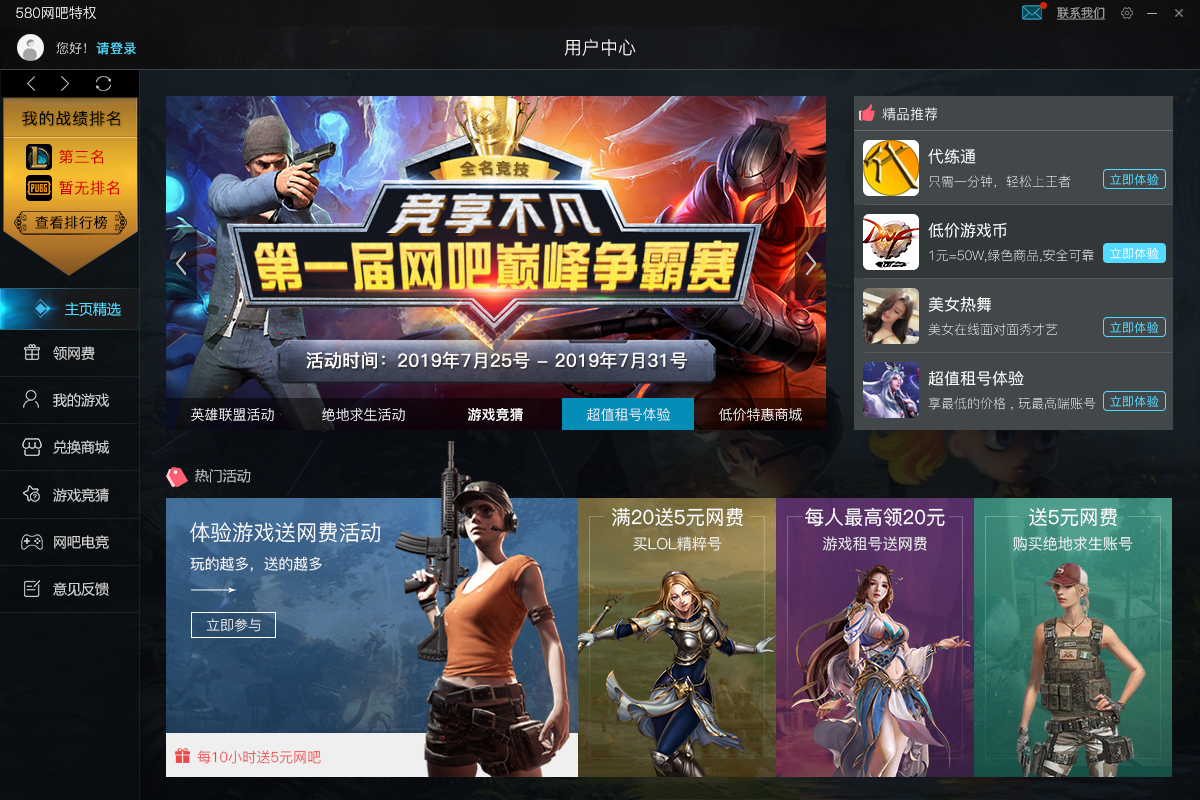 580网吧特权
联系我们
您好！请登录
用户中心
我的战绩排名
第三名
PUBG
暂无排名
查看排行榜
主页精选
领网费
我的游戏
兑换商城
游戏竞猜
网吧电竞
意见反馈
全名竞技
竞享不凡
第一届网吧巅峰争霸赛
活动时间：2019年7月25号 - 2019年7月31号
英雄联盟活动
绝地求生活动
游戏竞猜
超值租号体验
低价特惠商城
精品推荐
代练通
只需一分钟，轻松上王者
立即体验
低价游戏币
1元=50W,绿色商品,安全可靠
立即体验
美女热舞
美女在线面对面秀才艺
立即体验
超值租号体验
享最低的价格，玩最高端账号
立即体验
热门活动
体验游戏送网费活动
玩的越多，送的越多
立即参与
每10小时送5元网吧
满20送5元网费
买LOL精粹号
每人最高领20元
游戏租号送网费
送5元网费
购买绝地求生账号